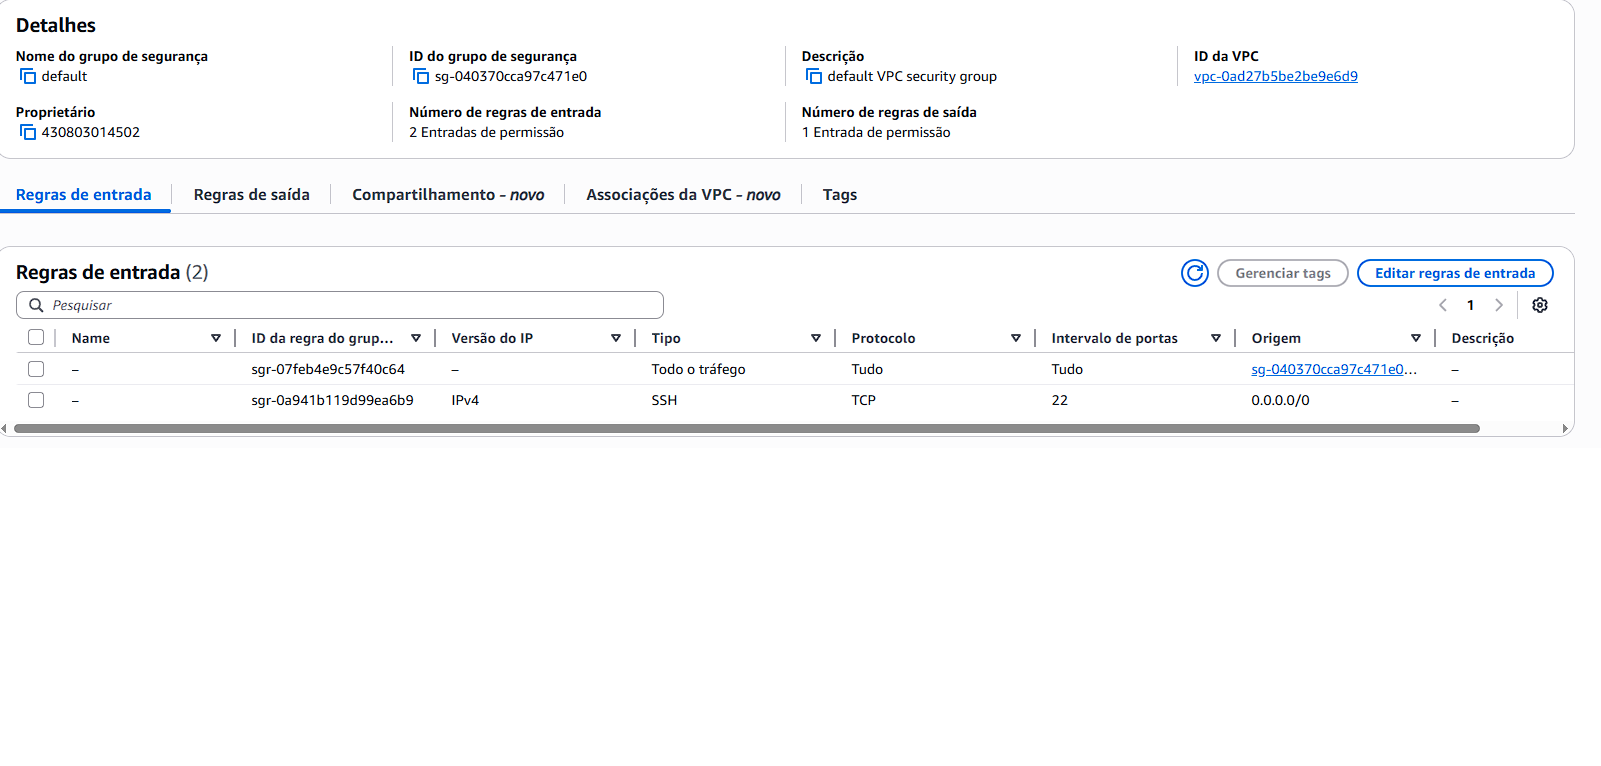 Detalhes
Nome do grupo de segurança
default
ID do grupo de segurança
sg-040370cca97c471e0
Descrição
default VPC security group
ID da VPC
vpc-0ad27b5be2be9e6d9
Proprietário
430803014502
Número de regras de entrada
2 Entradas de permissão
Número de regras de saída
1 Entrada de permissão
Regras de entrada
Regras de saída
Compartilhamento – novo
Associações da VPC – novo
Tags
Regras de entrada (2)
Gerenciar tags
Editar regras de entrada
Pesquisar
1
Name ID da regra do grup... Versão do IP Tipo Protocolo Intervalo de portas Origem Descrição
– sgr-07feb4e9c57f40c64 – Todo o tráfego Tudo Tudo sg-040370cca97c471e0... –
– sgr-0a941b119d99ea6b9 IPv4 SSH TCP 22 0.0.0.0/0 –